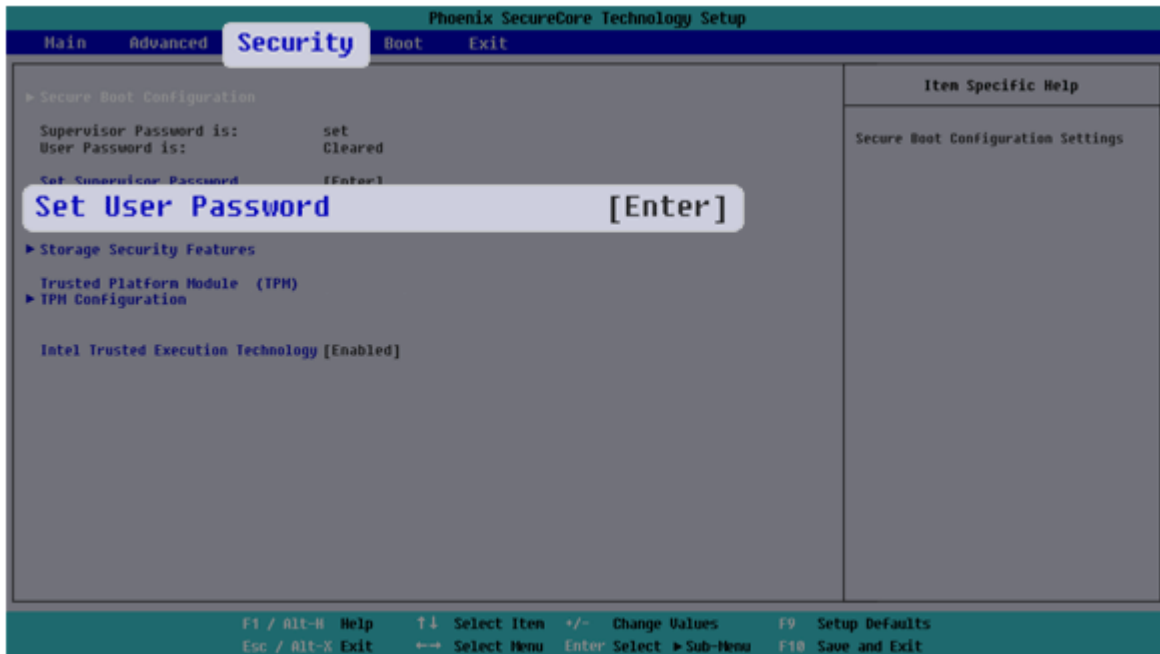 Phoenix SecureCore Technology Setup
Main Advanced Security Boot Exit
Item Specific Help
▶ Secure Boot Configuration
Supervisor Password is: set
Secure Boot Configuration Settings
User Password is: Cleared
Set Supervisor Password [Enter]
Set User Password [Enter]
▶ Storage Security Features
Trusted Platform Module (TPM)
▶ TPM Configuration
Intel Trusted Execution Technology [Enabled]
F1 / Alt-H Help ↑↓ Select Item +/- Change Values F9 Setup Defaults
Esc / Alt-X Exit ←→ Select Menu Enter Select ▶ Sub-Menu F10 Save and Exit